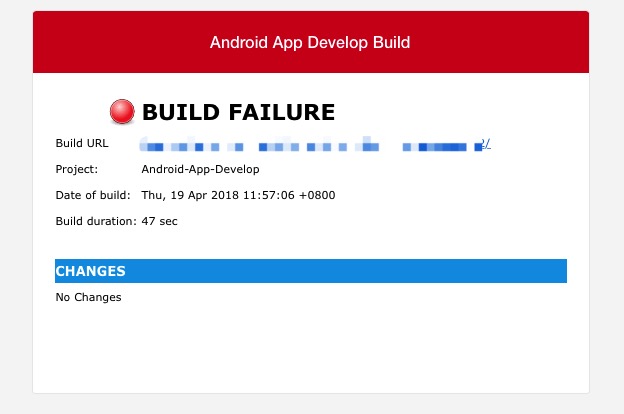 Android App Develop Build
BUILD FAILURE
Build URL
Project: Android-App-Develop
Date of build: Thu, 19 Apr 2018 11:57:06 +0800
Build duration: 47 sec
CHANGES
No Changes